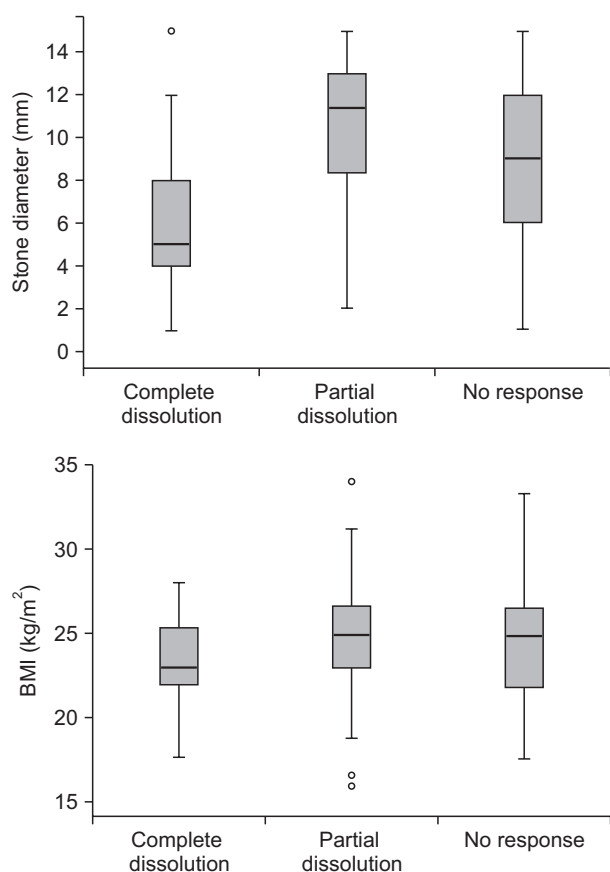 Stone diameter (mm)
14
12
10
8
6
4
2
0
Complete
dissolution
Partial
dissolution
No response
BMI (kg/m²)
35
30
25
20
15
Complete
dissolution
Partial
dissolution
No response